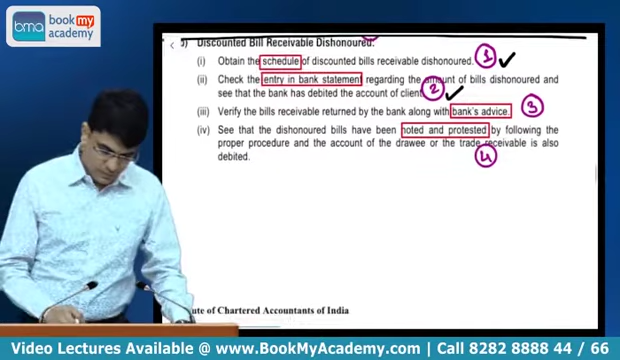 bma book my academy
) Discounted Bill Receivable Dishonoured:
(i) Obtain the schedule of discounted bills receivable dishonoured. 1
(ii) Check the entry in bank statement regarding the amount of bills dishonoured and
see that the bank has debited the account of client. 2
(iii) Verify the bills receivable returned by the bank along with bank's advice. 3
(iv) See that the dishonoured bills have been noted and protested by following the
proper procedure and the account of the drawee or the trade receivable is also
debited. 4
ute of Chartered Accountants of India
Video Lectures Available @ www.BookMyAcademy.com | Call 8282 8888 44 / 66